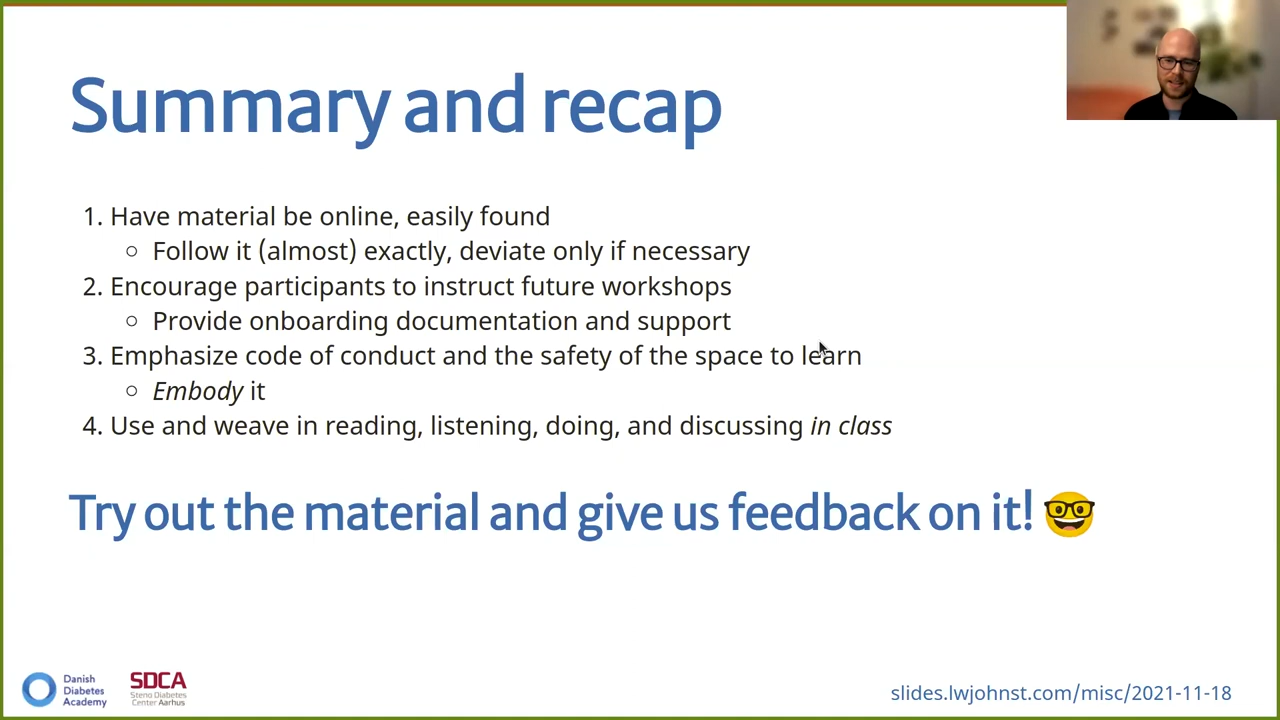 Summary and recap
1. Have material be online, easily found
○ Follow it (almost) exactly, deviate only if necessary
2. Encourage participants to instruct future workshops
○ Provide onboarding documentation and support
3. Emphasize code of conduct and the safety of the space to learn
○ Embody it
4. Use and weave in reading, listening, doing, and discussing in class
Try out the material and give us feedback on it! 🤓
Danish
Diabetes
Academy
SDCA
Steno Diabetes
Center Aarhus
slides.lwjohnst.com/misc/2021-11-18